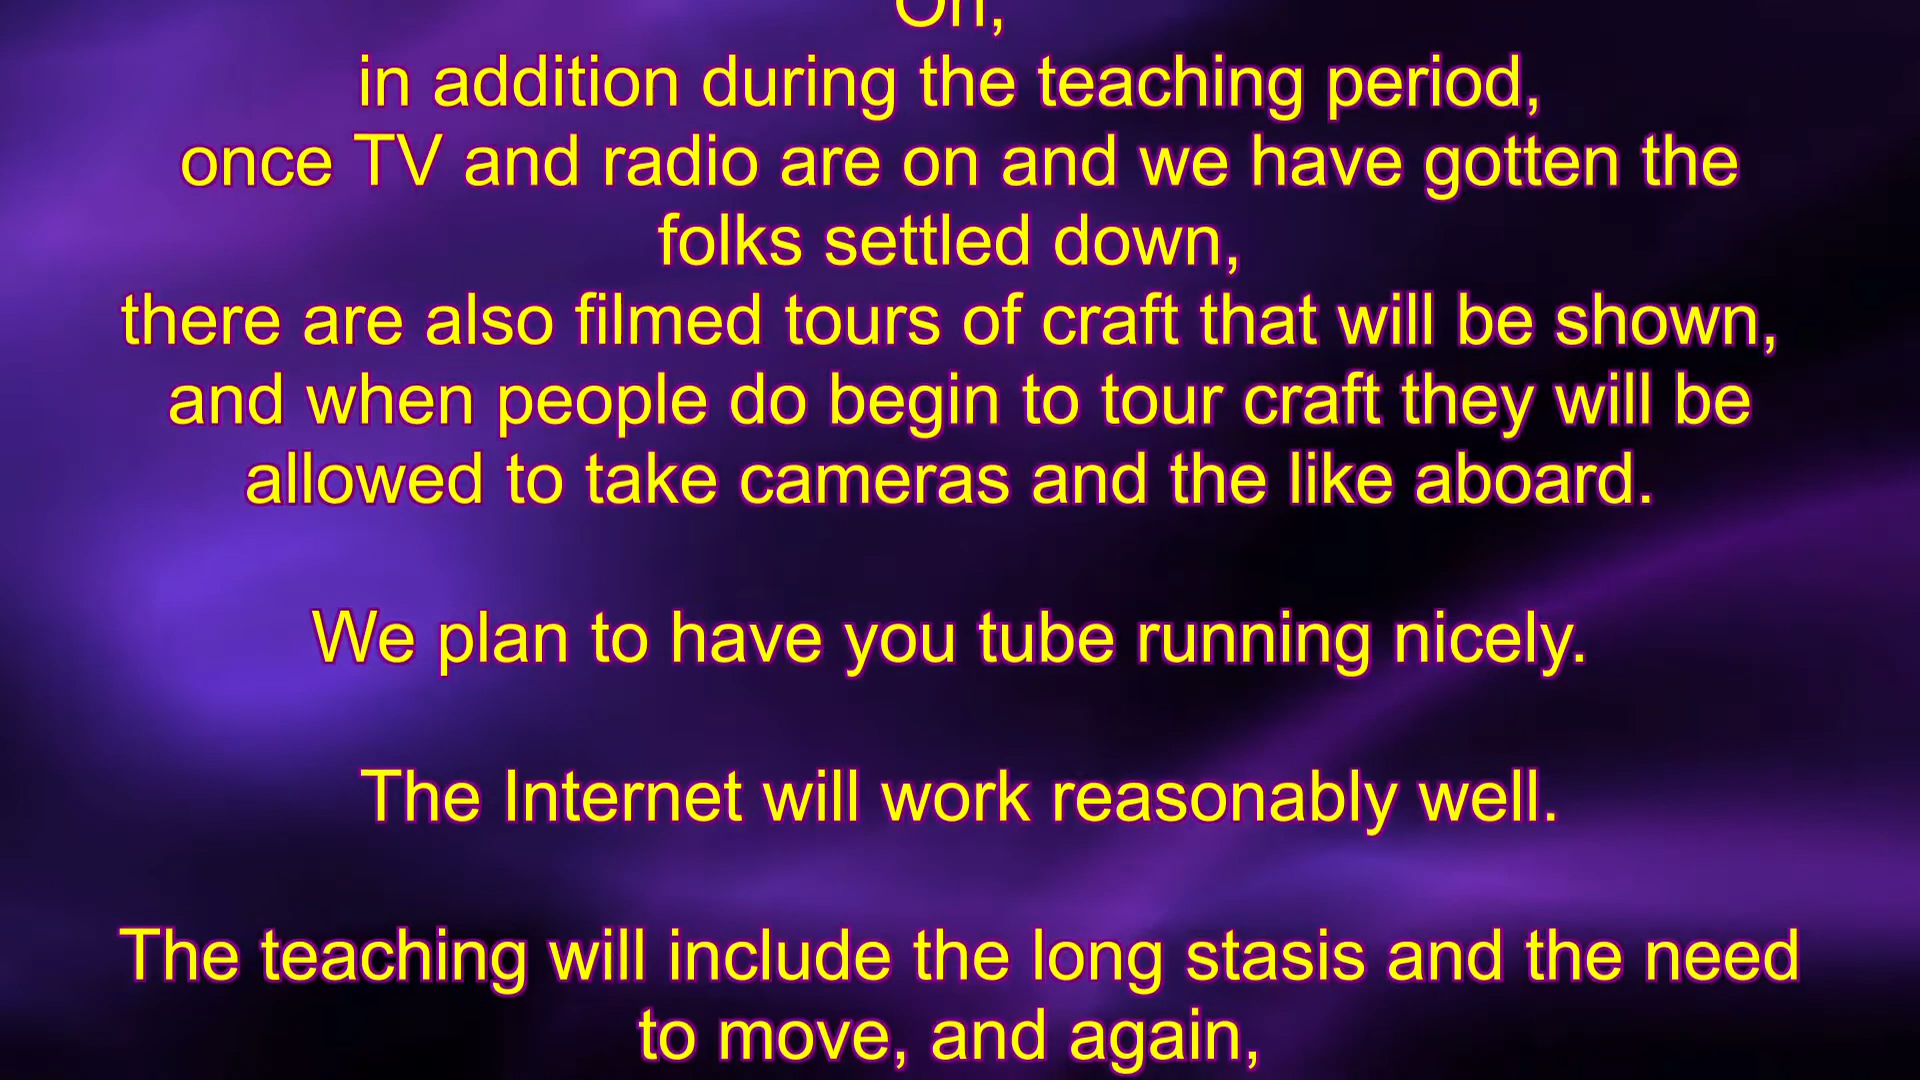 Oh,
in addition during the teaching period,
once TV and radio are on and we have gotten the
folks settled down,
there are also filmed tours of craft that will be shown,
and when people do begin to tour craft they will be
allowed to take cameras and the like aboard.
We plan to have you tube running nicely.
The Internet will work reasonably well.
The teaching will include the long stasis and the need
to move, and again,